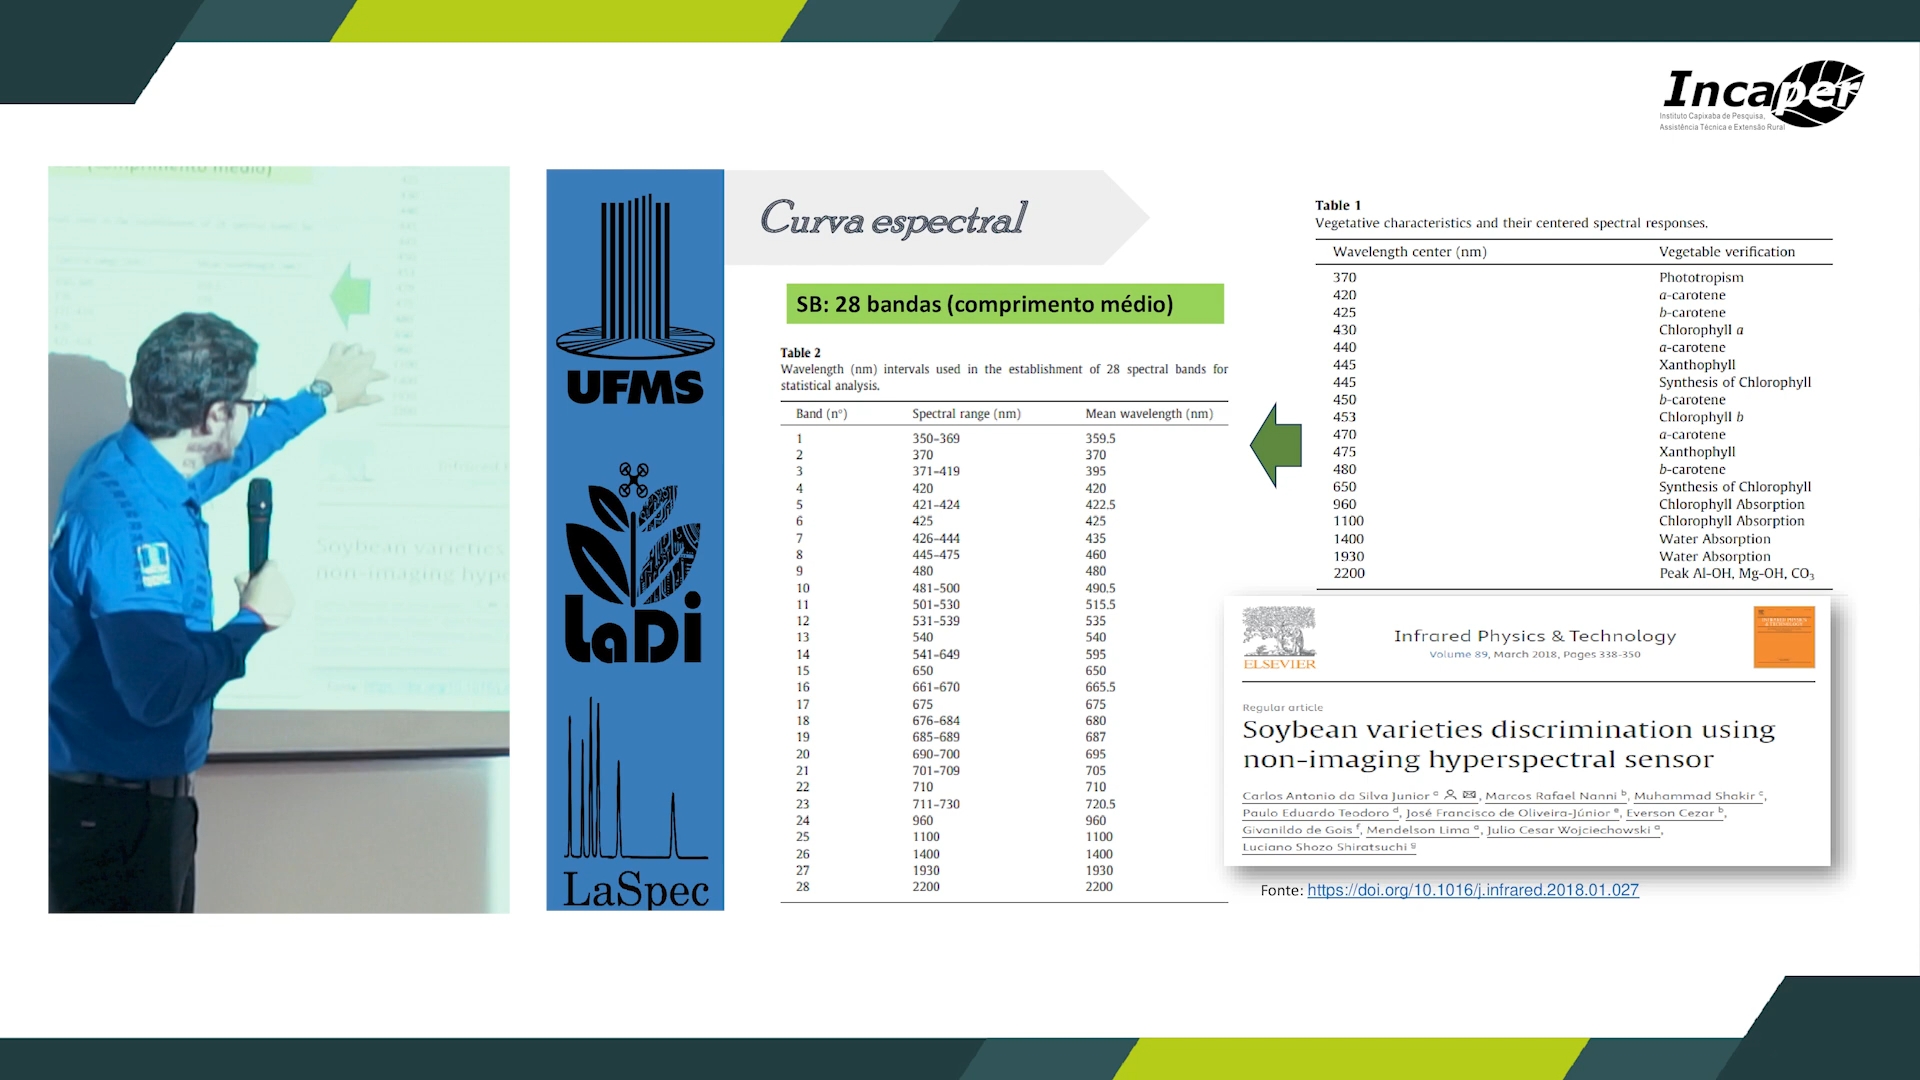 Incaper
Instituto Capixaba de Pesquisa,
Assistência Técnica e Extensão Rural
(comprimento médio)
Soybean varieties
non-imaging hype
UFMS
LaDi
LaSpec
Curva espectral
SB: 28 bandas (comprimento médio)
Table 2
Wavelength (nm) intervals used in the establishment of 28 spectral bands for
statistical analysis.
Band (n°) Spectral range (nm) Mean wavelength (nm)
1 350–369 359.5
2 370 370
3 371–419 395
4 420 420
5 421–424 422.5
6 425 425
7 426–444 435
8 445–475 460
9 480 480
10 481–500 490.5
11 501–530 515.5
12 531–539 535
13 540 540
14 541–649 595
15 650 650
16 661–670 665.5
17 675 675
18 676–684 680
19 685–689 687
20 690–700 695
21 701–709 705
22 710 710
23 711–730 720.5
24 960 960
25 1100 1100
26 1400 1400
27 1930 1930
28 2200 2200
Table 1
Vegetative characteristics and their centered spectral responses.
Wavelength center (nm) Vegetable verification
370 Phototropism
420 a-carotene
425 b-carotene
430 Chlorophyll a
440 a-carotene
445 Xanthophyll
445 Synthesis of Chlorophyll
450 b-carotene
453 Chlorophyll b
470 a-carotene
475 Xanthophyll
480 b-carotene
650 Synthesis of Chlorophyll
960 Chlorophyll Absorption
1100 Chlorophyll Absorption
1400 Water Absorption
1930 Water Absorption
2200 Peak Al-OH, Mg-OH, CO₃
ELSEVIER
Infrared Physics & Technology
Volume 89, March 2018, Pages 338-350
Regular article
Soybean varieties discrimination using
non-imaging hyperspectral sensor
Carlos Antonio da Silva Junior ᵃ, Marcos Rafael Nanni ᵇ, Muhammad Shakir ᶜ,
Paulo Eduardo Teodoro ᵈ, José Francisco de Oliveira-Júnior ᵉ, Everson Cezar ᵇ,
Givanildo de Gois ᶠ, Mendelson Lima ᵃ, Julio Cesar Wojciechowski ᵃ,
Luciano Shozo Shiratsuchi ᵍ
Fonte: https://doi.org/10.1016/j.infrared.2018.01.027